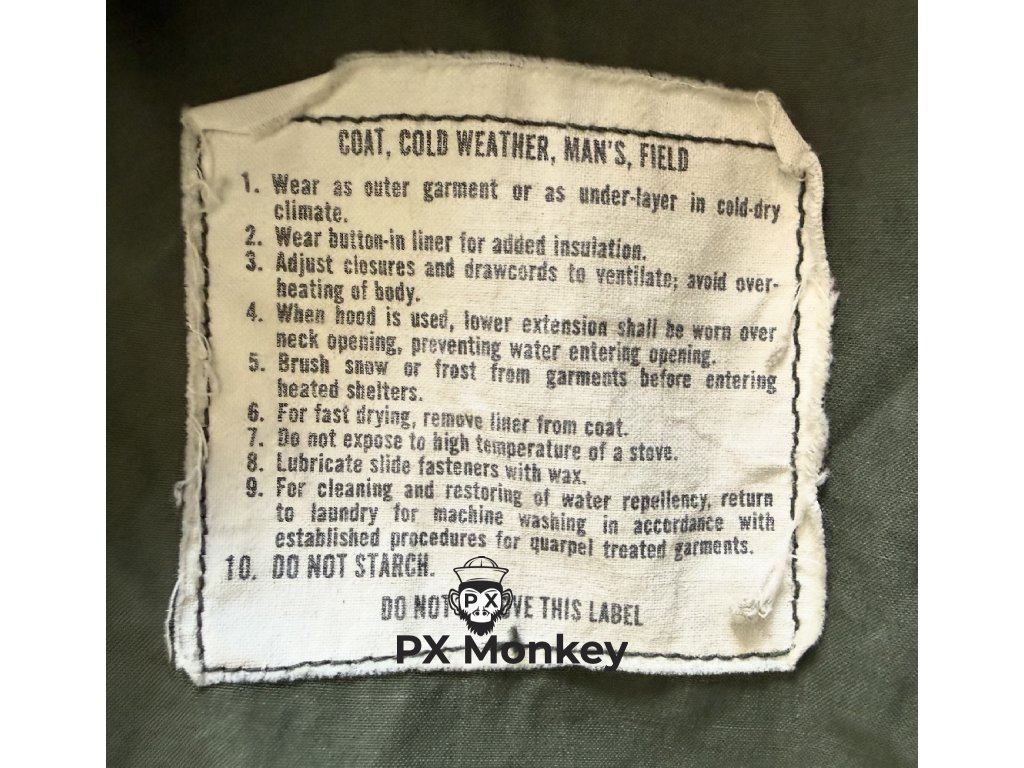 COAT, COLD WEATHER, MAN'S, FIELD
1. Wear as outer garment or as under-layer in cold-dry
climate.
2. Wear button-in liner for added insulation.
3. Adjust closures and drawcords to ventilate; avoid over-
heating of body.
4. When hood is used, lower extension shall be worn over
neck opening, preventing water entering opening.
5. Brush snow or frost from garments before entering
heated shelters.
6. For fast drying, remove liner from coat.
7. Do not expose to high temperature of a stove.
8. Lubricate slide fasteners with wax.
9. For cleaning and restoring of water repellency, return
to laundry for machine washing in accordance with
established procedures for quarpel treated garments.
10. DO NOT STARCH.
DO NOT THIS LABEL
PX
PX Monkey